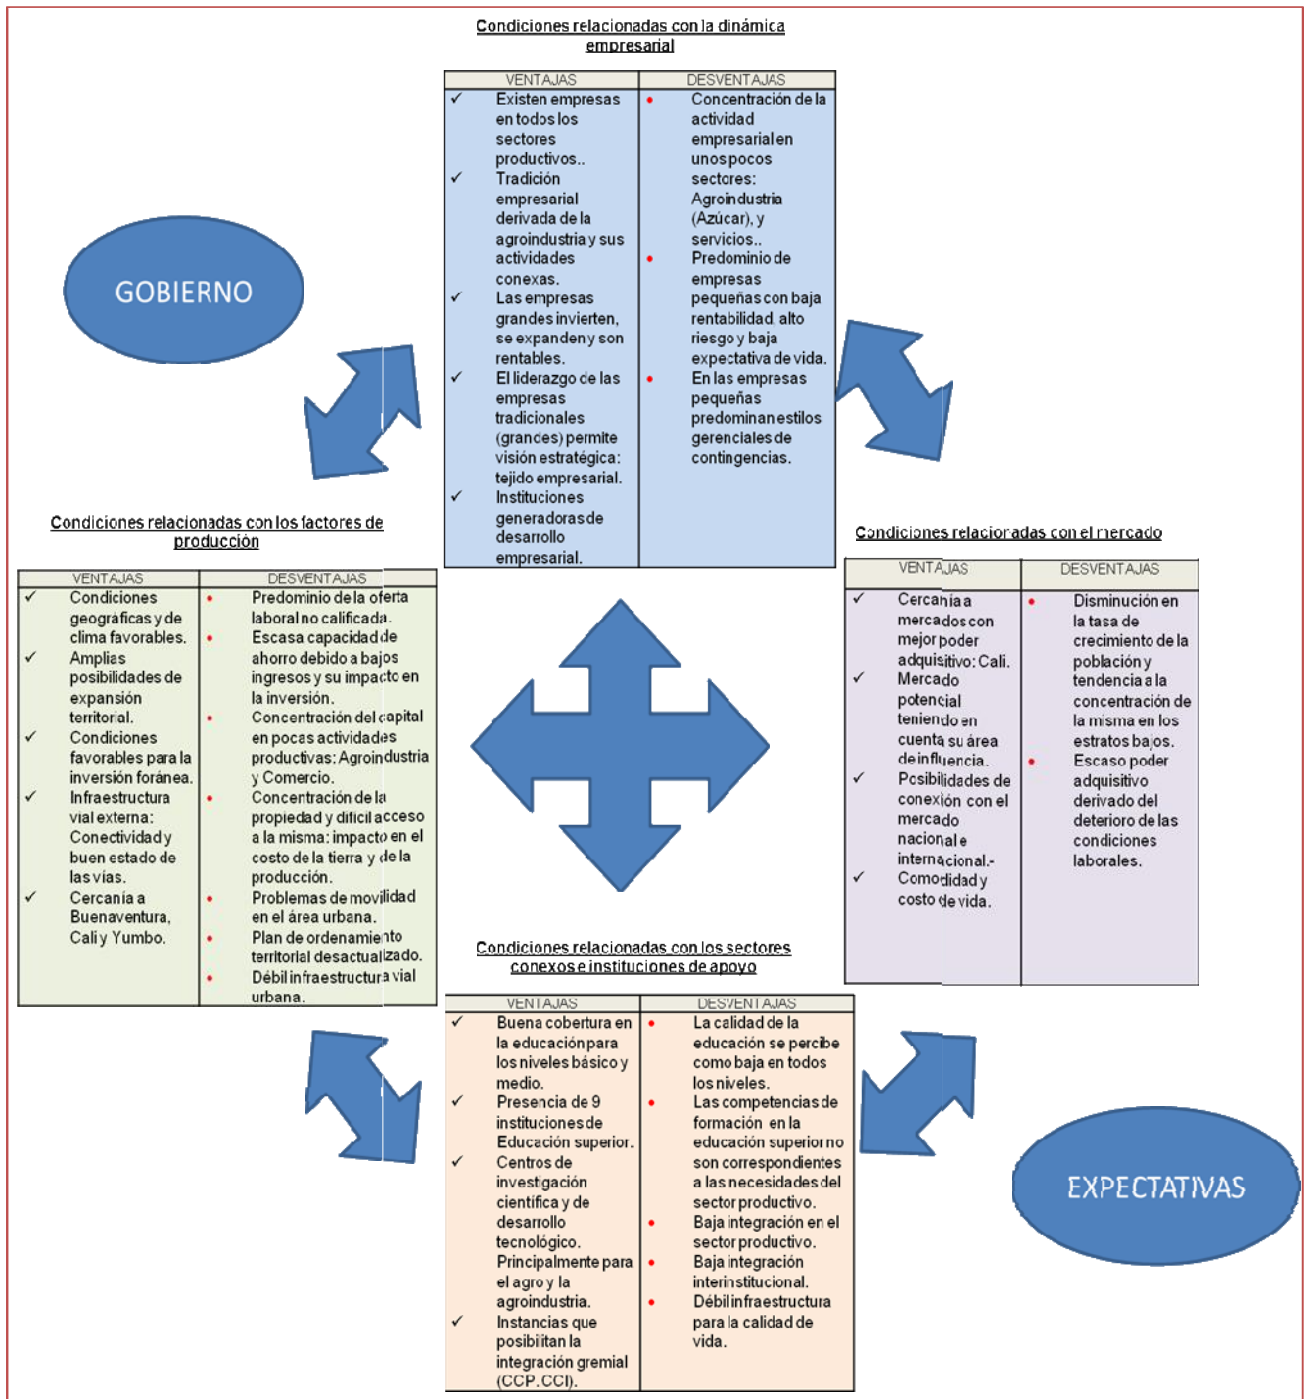 Condiciones relacionadas con la dinámica
empresarial
VENTAJAS
Existen empresas
en todos los
sectores
productivos..
Tradición
empresarial
derivada de la
agroindustria y sus
actividades
conexas.
Las empresas
grandes invierten,
se expanden y son
rentables.
El liderazgo de las
empresas
tradicionales
(grandes) permite
visión estratégica:
tejido empresarial.
Instituciones
generadoras de
desarrollo
empresarial.
DESVENTAJAS
Concentración de la
actividad
empresarial en
unos pocos
sectores:
Agroindustria
(Azúcar), y
servicios..
Predominio de
empresas
pequeñas con baja
rentabilidad, alto
riesgo y baja
expectativa de vida.
En las empresas
pequeñas
predominan estilos
gerenciales de
contingencias.
GOBIERNO
Condiciones relacionadas con los factores de
producción
VENTAJAS
Condiciones
geográficas y de
clima favorables.
Amplias
posibilidades de
expansión
territorial.
Condiciones
favorables para la
inversión foránea.
Infraestructura
vial externa:
Conectividad y
buen estado de
las vías.
Cercanía a
Buenaventura,
Cali y Yumbo.
DESVENTAJAS
Predominio de la oferta
laboral no calificada.
Escasa capacidad de
ahorro debido a bajos
ingresos y su impacto en
la inversión.
Concentración del capital
en pocas actividades
productivas: Agroindustria
y Comercio.
Concentración de la
propiedad y difícil acceso
a la misma: impacto en el
costo de la tierra y de la
producción.
Problemas de movilidad
en el área urbana.
Plan de ordenamiento
territorial desactualizado.
Débil infraestructura vial
urbana.
Condiciones relacionadas con el mercado
VENTAJAS
Cercanía a
mercados con
mejor poder
adquisitivo: Cali.
Mercado
potencial
teniendo en
cuenta su área
de influencia.
Posibilidades de
conexión con el
mercado
nacional e
internacional.-
Comodidad y
costo de vida.
DESVENTAJAS
Disminución en
la tasa de
crecimiento de la
población y
tendencia a la
concentración de
la misma en los
estratos bajos.
Escaso poder
adquisitivo
derivado del
deterioro de las
condiciones
laborales.
Condiciones relacionadas con los sectores
conexos e instituciones de apoyo
VENTAJAS
Buena cobertura en
la educación para
los niveles básico y
medio.
Presencia de 9
instituciones de
Educación superior.
Centros de
investigación
científica y de
desarrollo
tecnológico.
Principalmente para
el agro y la
agroindustria.
Instancias que
posibilitan la
integración gremial
(CCP.CCI).
DESVENTAJAS
La calidad de la
educación se percibe
como baja en todos
los niveles.
Las competencias de
formación en la
educación superior no
son correspondientes
a las necesidades del
sector productivo.
Baja integración en el
sector productivo.
Baja integración
interinstitucional.
Débil infraestructura
para la calidad de
vida.
EXPECTATIVAS